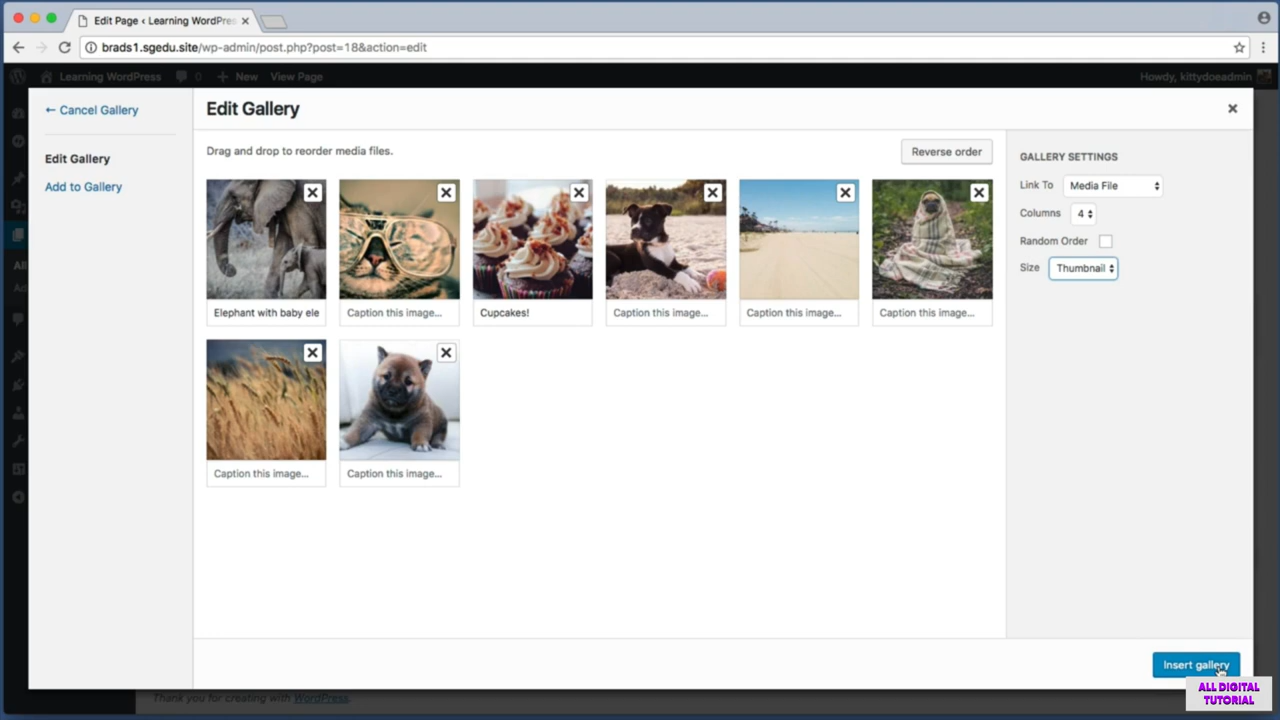 Edit Page ‹ Learning WordPres
brads1.sgedu.site/wp-admin/post.php?post=18&action=edit
Learning WordPress 0 New View Page Howdy, kittydoeadmin
← Cancel Gallery
Edit Gallery
Add to Gallery
Edit Gallery
Drag and drop to reorder media files.
Reverse order
Elephant with baby ele
Caption this image...
Cupcakes!
Caption this image...
Caption this image...
Caption this image...
Caption this image...
Caption this image...
GALLERY SETTINGS
Link To Media File
Columns 4
Random Order
Size Thumbnail
Insert gallery
Thank you for creating with WordPress.
ALL DIGITAL
TUTORIAL